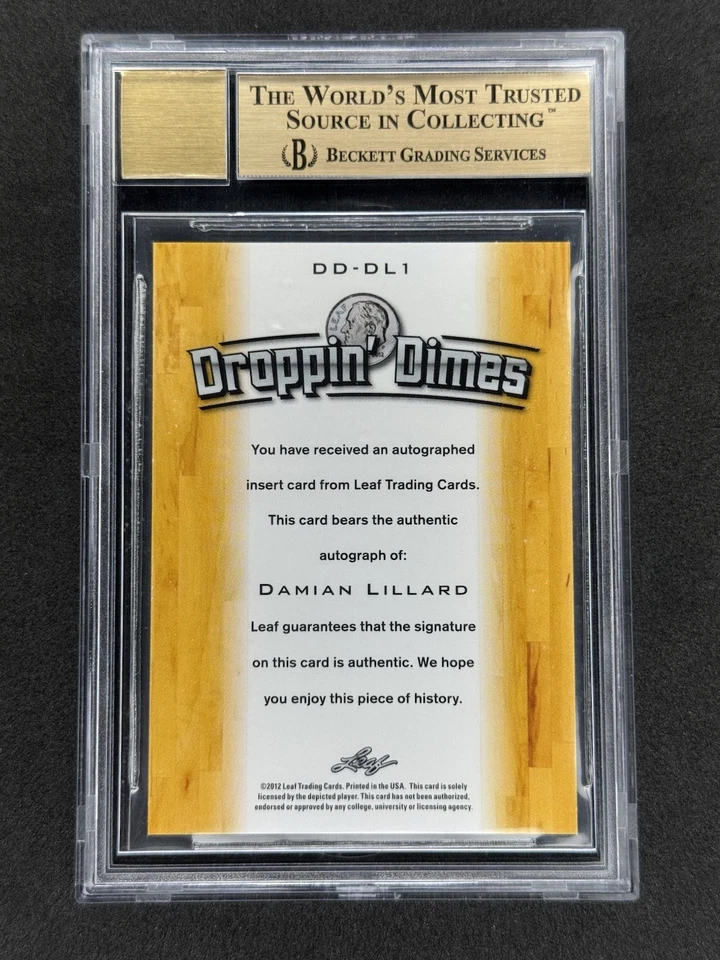 THE WORLD'S MOST TRUSTED
SOURCE IN COLLECTING™
B BECKETT GRADING SERVICES
DD-DL1
LEAF
Droppin' Dimes
You have received an autographed
insert card from Leaf Trading Cards.
This card bears the authentic
autograph of:
DAMIAN LILLARD
Leaf guarantees that the signature
on this card is authentic. We hope
you enjoy this piece of history.
Leaf
©2012 Leaf Trading Cards. Printed in the USA. This card is solely
licensed by the depicted player. This card has not been authorized,
endorsed or approved by any college, university or licensing agency.